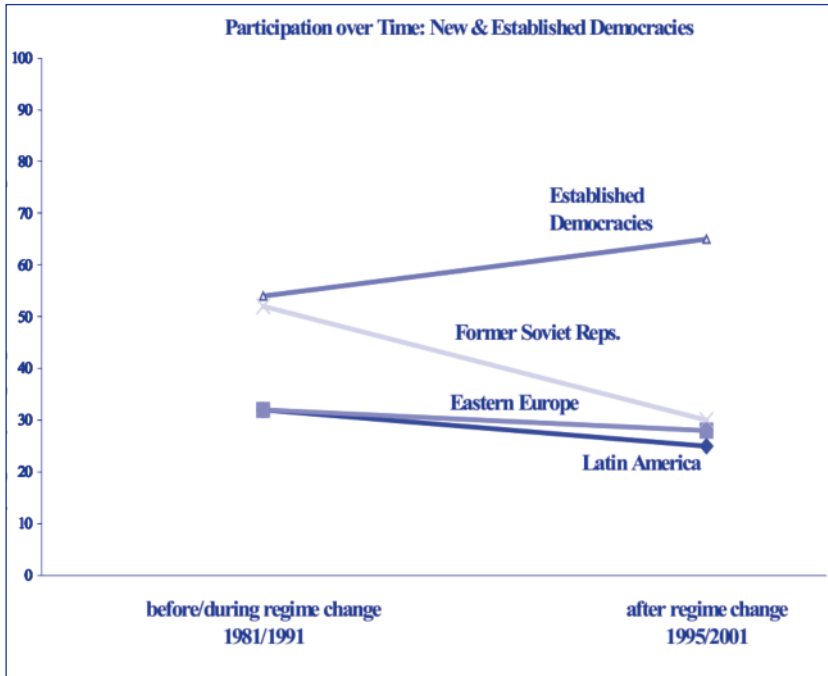 Participation over Time: New & Established Democracies
100
90
80
70
60
50
40
30
20
10
0
Established
Democracies
Former Soviet Reps.
Eastern Europe
Latin America
before/during regime change
1981/1991
after regime change
1995/2001